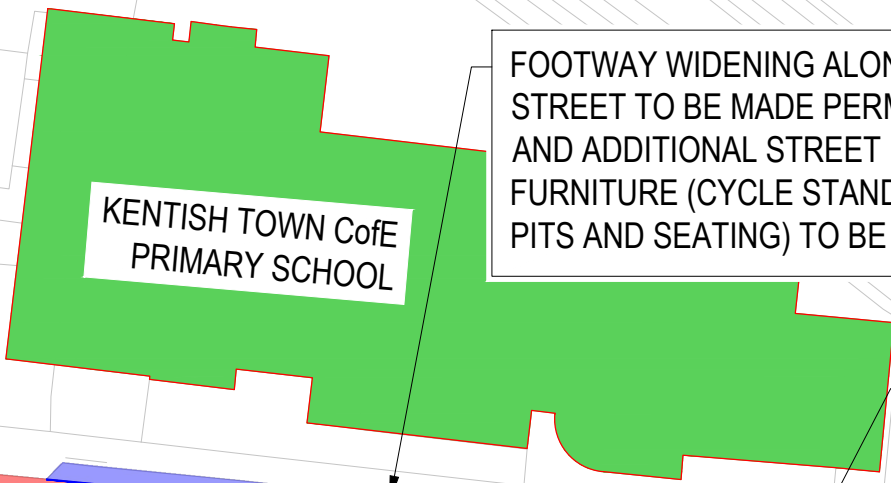 FOOTWAY WIDENING ALON
STREET TO BE MADE PERM
AND ADDITIONAL STREET
FURNITURE (CYCLE STAND
PITS AND SEATING) TO BE
KENTISH TOWN CofE
PRIMARY SCHOOL